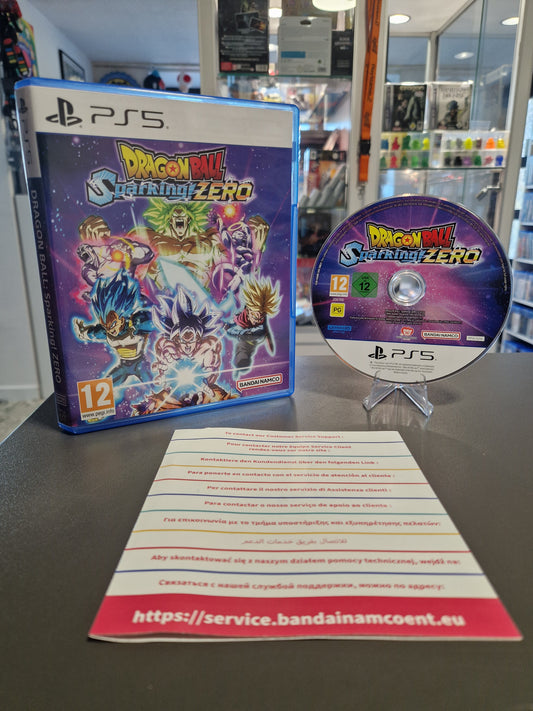 PS5
DRAGON BALL
Sparking! ZERO
DRAGON BALL: Sparking! ZERO
12
www.pegi.info
BANDAI NAMCO
DRAGON BALL
Sparking! ZERO
12
12
PG
BANDAI NAMCO
PS5
To contact our Customer Service Support :
Pour contacter notre équipe Service Client
rendez-vous sur notre site :
Kontaktiere den Kundendienst über den folgenden Link :
Para ponerte en contacto con el servicio de atención al cliente :
Per contattare il nostro servizio di Assistenza clienti :
Para contactar o nosso serviço de apoio ao cliente :
Για επικοινωνία με το τμήμα υποστήριξης και εξυπηρέτησης πελατών:
للاتصال بفريق خدمات الدعم
Aby skontaktować się z naszym działem pomocy technicznej, wejdź na:
Связаться с нашей службой поддержки, можно по адресу:
https://service.bandainamcoent.eu